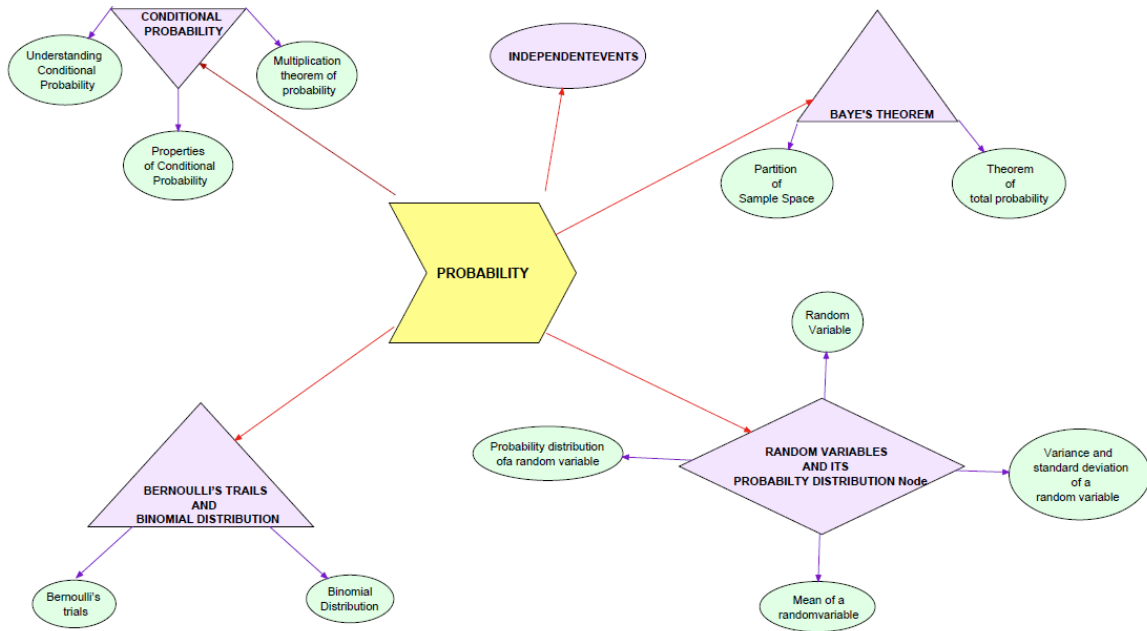 CONDITIONAL
PROBABILITY
Understanding
Conditional
Probability
Multiplication
theorem of
probability
Properties
of Conditional
Probability
INDEPENDENTEVENTS
BAYE'S THEOREM
Partition
of
Sample Space
Theorem
of
total probability
PROBABILITY
Random
Variable
Probability distribution
ofa random variable
RANDOM VARIABLES
AND ITS
PROBABILTY DISTRIBUTION Node
Variance and
standard deviation
of a
random variable
Mean of a
randomvariable
BERNOULLI'S TRAILS
AND
BINOMIAL DISTRIBUTION
Bernoulli's
trials
Binomial
Distribution